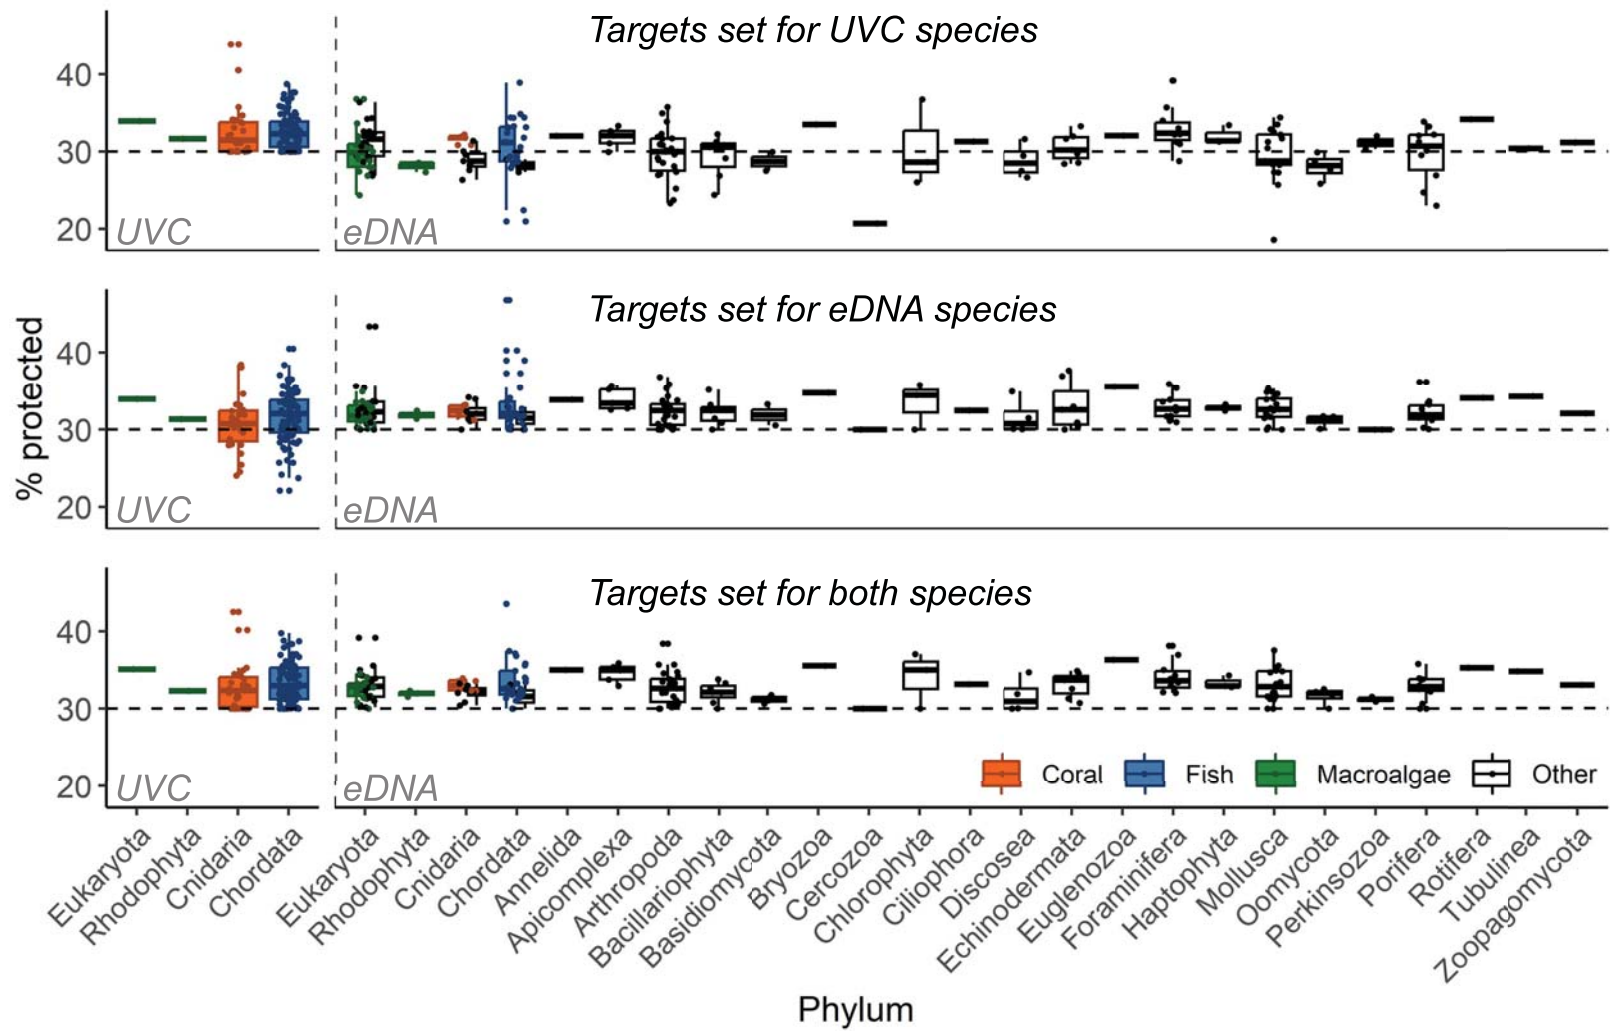 Targets set for UVC species
40
30
20
UVC
eDNA
Targets set for eDNA species
40
30
20
UVC
eDNA
% protected
Targets set for both species
40
30
20
UVC
eDNA
Coral
Fish
Macroalgae
Other
Eukaryota
Rhodophyta
Cnidaria
Chordata
Eukaryota
Rhodophyta
Cnidaria
Chordata
Annelida
Apicomplexa
Arthropoda
Bacillariophyta
Basidiomycota
Bryozoa
Cercozoa
Chlorophyta
Ciliophora
Discosea
Echinodermata
Euglenozoa
Foraminifera
Haptophyta
Mollusca
Oomycota
Perkinsozoa
Porifera
Rotifera
Tubulinea
Zoopagomycota
Phylum